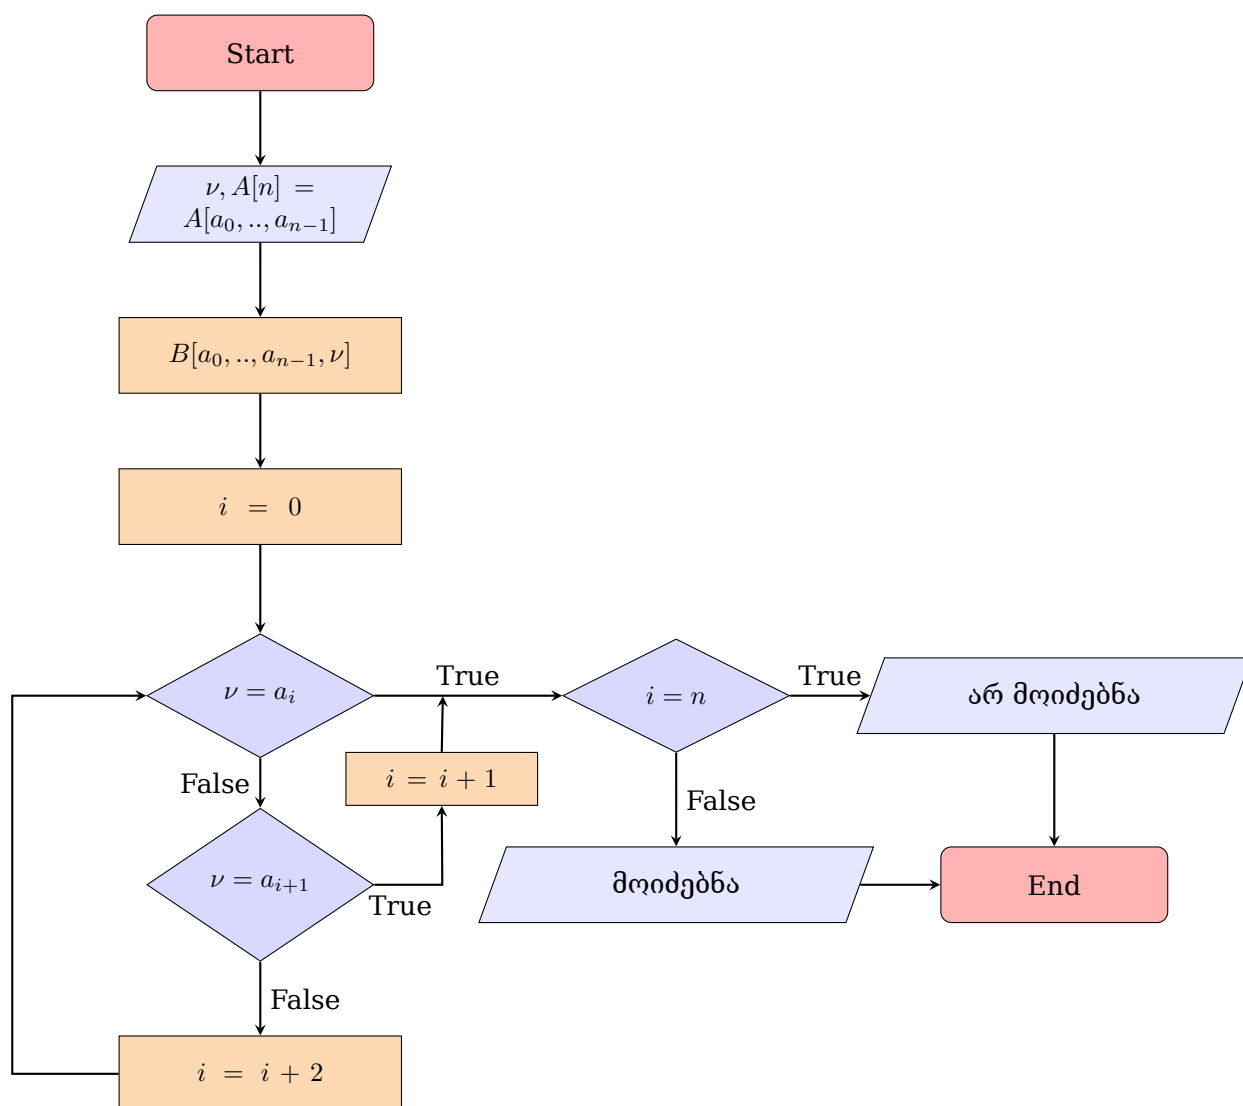 Start
ν, A[n] =
A[a₀, .., aₙ₋₁]
B[a₀, .., aₙ₋₁, ν]
i = 0
ν = aᵢ
True
i = n
True
არ მოიძებნა
False
i = i + 1
False
ν = aᵢ₊₁
True
მოიძებნა
End
False
i = i + 2